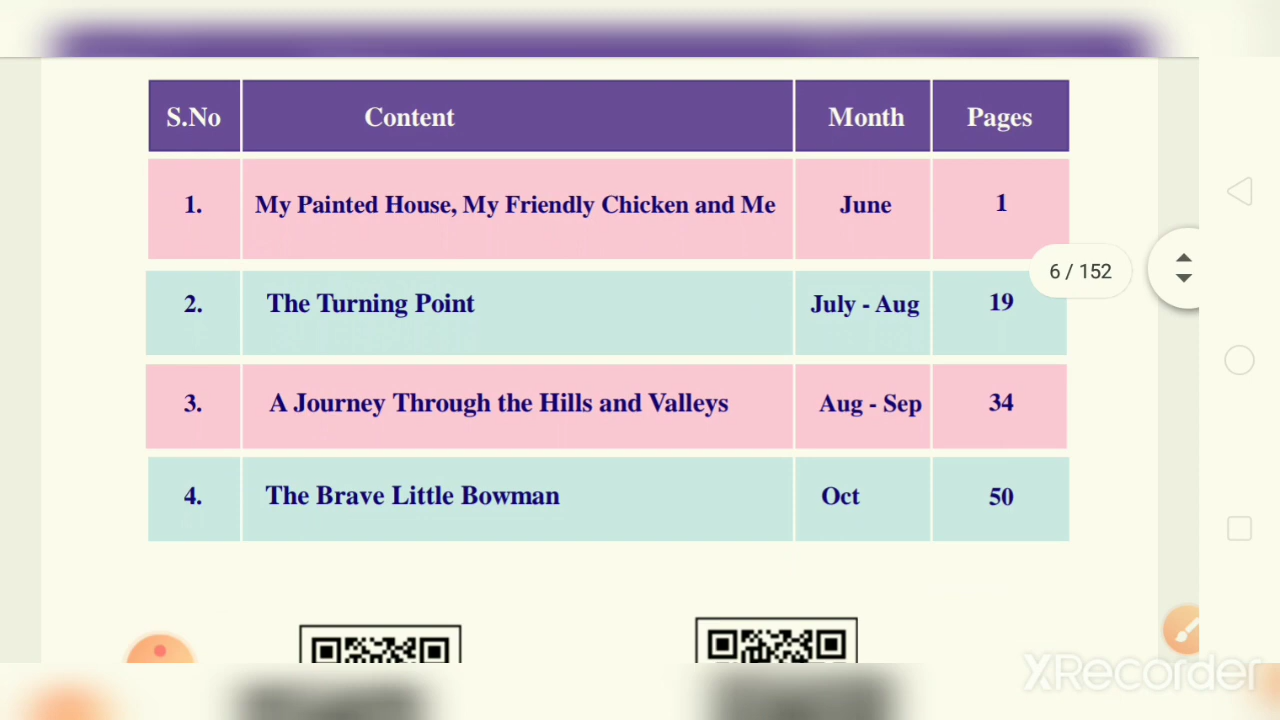 S.No Content Month Pages
1. My Painted House, My Friendly Chicken and Me June 1
6 / 152
2. The Turning Point July - Aug 19
3. A Journey Through the Hills and Valleys Aug - Sep 34
4. The Brave Little Bowman Oct 50
XRecorder